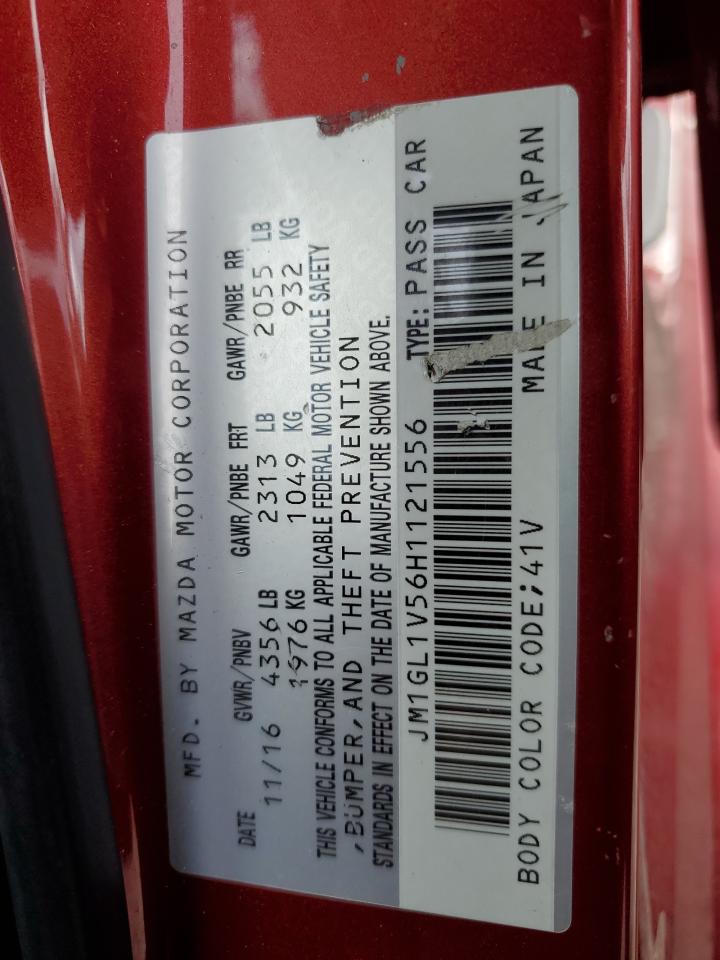 MFD. BY MAZDA MOTOR CORPORATION
DATE GVWR/PNBV GAWR/PNBE FRT GAWR/PNBE RR
11/16 4356 LB 2313 LB 2055 LB
1976 KG 1049 KG 932 KG
THIS VEHICLE CONFORMS TO ALL APPLICABLE FEDERAL MOTOR VEHICLE SAFETY
,BUMPER,AND THEFT PREVENTION
STANDARDS IN EFFECT ON THE DATE OF MANUFACTURE SHOWN ABOVE.
JM1GL1V56H1121556 TYPE: PASS CAR
BODY COLOR CODE;41V MADE IN JAPAN